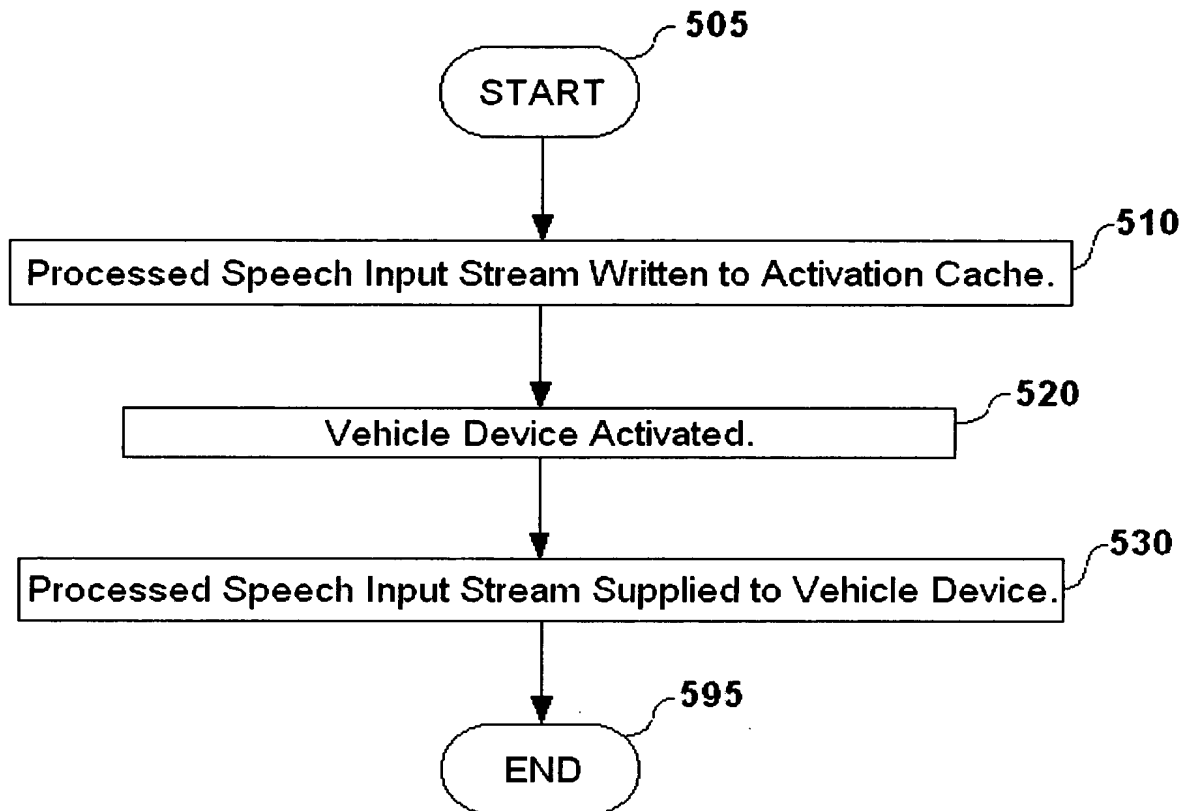 505
START
510
Processed Speech Input Stream Written to Activation Cache.
520
Vehicle Device Activated.
530
Processed Speech Input Stream Supplied to Vehicle Device.
595
END